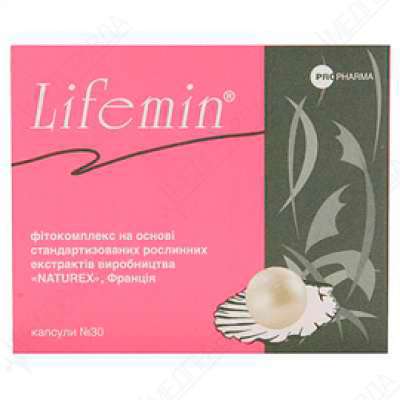 Lifemin®
PROPHARMA
фітокомплекс на основі
стандартизованих рослинних
екстрактів виробництва
«NATUREX», Франція
капсули №30